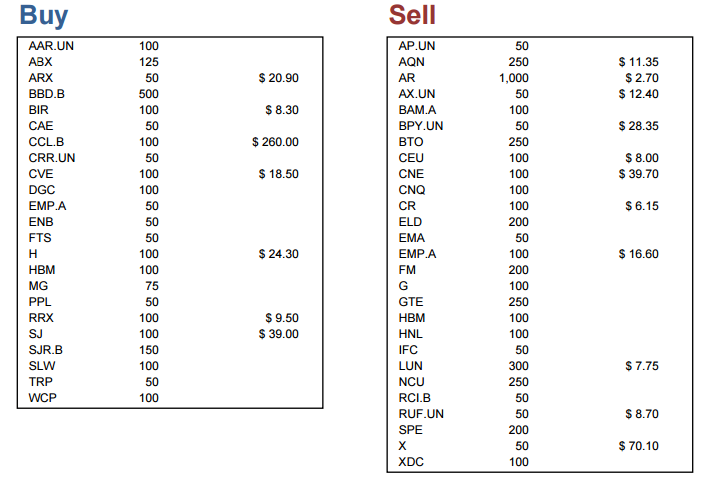 Buy
AAR.UN 100
ABX 125
ARX 50 $ 20.90
BBD.B 500
BIR 100 $ 8.30
CAE 50
CCL.B 100 $ 260.00
CRR.UN 50
CVE 100 $ 18.50
DGC 100
EMP.A 50
ENB 50
FTS 50
H 100 $ 24.30
HBM 100
MG 75
PPL 50
RRX 100 $ 9.50
SJ 100 $ 39.00
SJR.B 150
SLW 100
TRP 50
WCP 100
Sell
AP.UN 50
AQN 250 $ 11.35
AR 1,000 $ 2.70
AX.UN 50 $ 12.40
BAM.A 100
BPY.UN 50 $ 28.35
BTO 250
CEU 100 $ 8.00
CNE 100 $ 39.70
CNQ 100
CR 100 $ 6.15
ELD 200
EMA 50
EMP.A 100 $ 16.60
FM 200
G 100
GTE 250
HBM 100
HNL 100
IFC 50
LUN 300 $ 7.75
NCU 250
RCI.B 50
RUF.UN 50 $ 8.70
SPE 200
X 50 $ 70.10
XDC 100